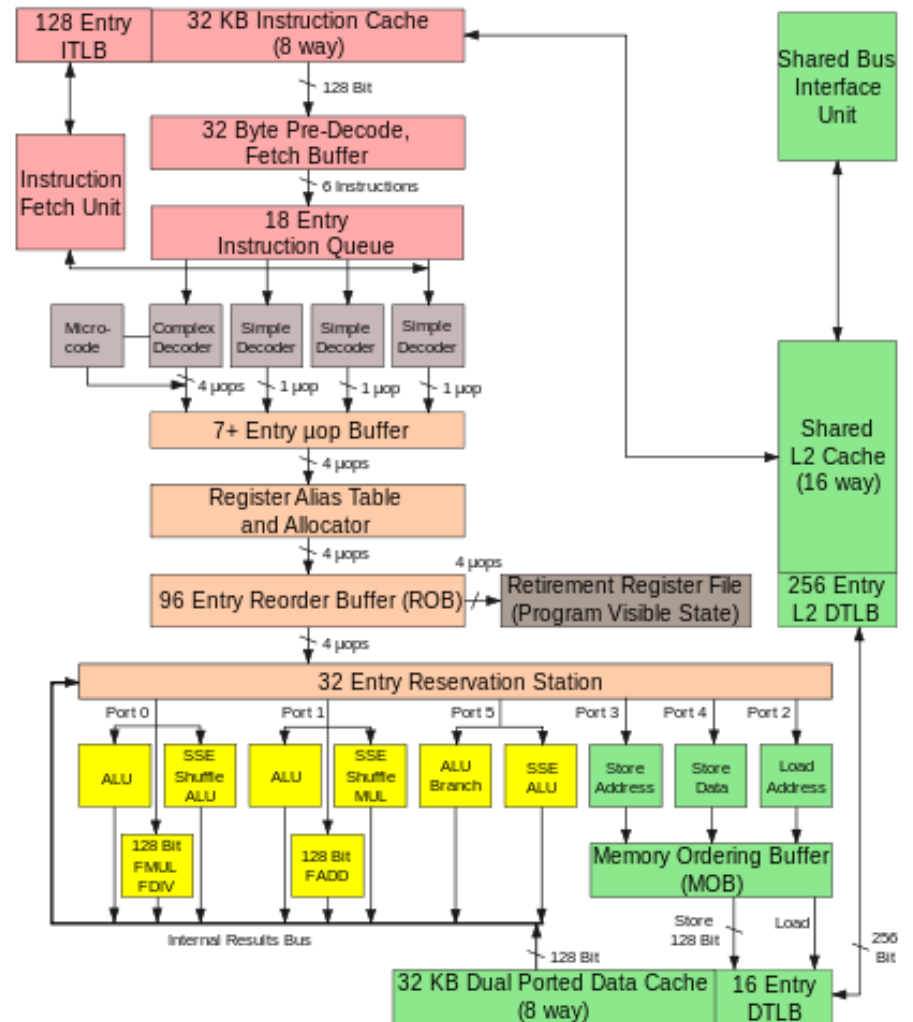 128 Entry
ITLB
32 KB Instruction Cache
(8 way)
Shared Bus
Interface
Unit
128 Bit
32 Byte Pre-Decode,
Fetch Buffer
Instruction
Fetch Unit
6 Instructions
18 Entry
Instruction Queue
Micro-
code
Complex
Decoder
Simple
Decoder
Simple
Decoder
Simple
Decoder
4 µops
1 µop
1 µop
1 µop
7+ Entry µop Buffer
4 µops
Register Alias Table
and Allocator
4 µops
4 µops
96 Entry Reorder Buffer (ROB)
Retirement Register File
(Program Visible State)
Shared
L2 Cache
(16 way)
256 Entry
L2 DTLB
4 µops
32 Entry Reservation Station
Port 0
Port 1
Port 5
Port 3
Port 4
Port 2
ALU
SSE
Shuffle
ALU
ALU
SSE
Shuffle
MUL
ALU
Branch
SSE
ALU
Store
Address
Store
Data
Load
Address
128 Bit
FMUL
FDIV
128 Bit
FADD
Memory Ordering Buffer
(MOB)
Internal Results Bus
Store
128 Bit
Load
256
Bit
128 Bit
32 KB Dual Ported Data Cache
(8 way)
16 Entry
DTLB